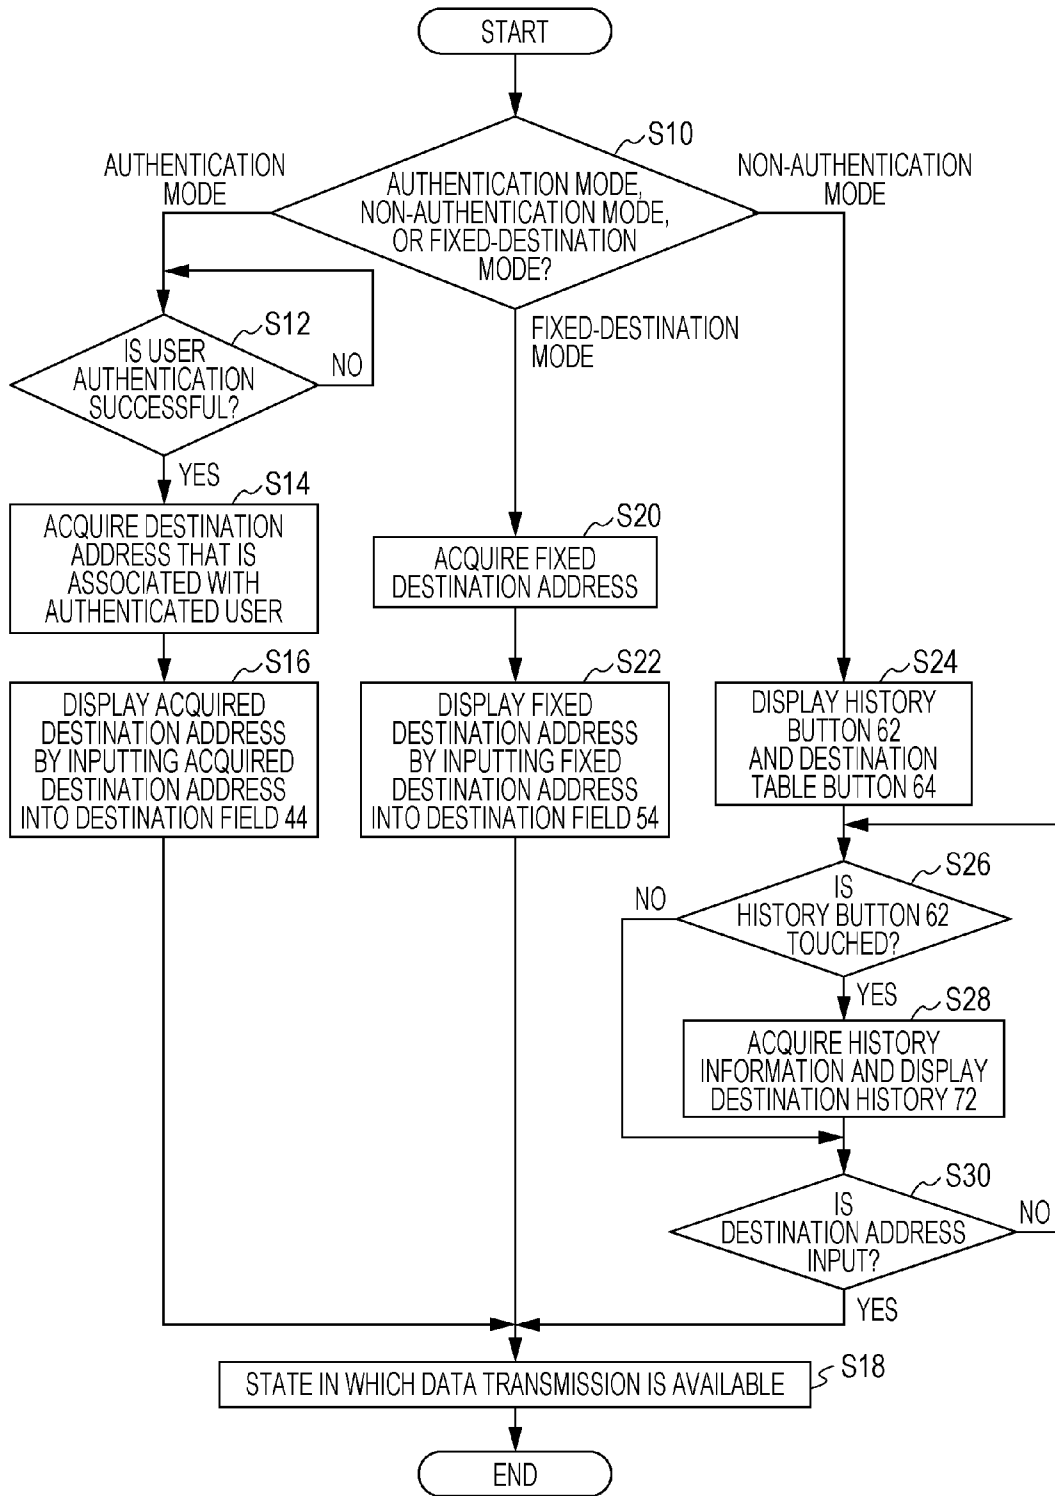 START
S10
AUTHENTICATION
MODE
NON-AUTHENTICATION
MODE
AUTHENTICATION MODE,
NON-AUTHENTICATION MODE,
OR FIXED-DESTINATION
MODE?
FIXED-DESTINATION
MODE
S12
IS USER
AUTHENTICATION
SUCCESSFUL?
NO
YES
S14
ACQUIRE DESTINATION
ADDRESS THAT IS
ASSOCIATED WITH
AUTHENTICATED USER
S16
DISPLAY ACQUIRED
DESTINATION ADDRESS
BY INPUTTING ACQUIRED
DESTINATION ADDRESS
INTO DESTINATION FIELD 44
S20
ACQUIRE FIXED
DESTINATION ADDRESS
S22
DISPLAY FIXED
DESTINATION ADDRESS
BY INPUTTING FIXED
DESTINATION ADDRESS
INTO DESTINATION FIELD 54
S24
DISPLAY HISTORY
BUTTON 62
AND DESTINATION
TABLE BUTTON 64
S26
IS
HISTORY BUTTON 62
TOUCHED?
NO
YES
S28
ACQUIRE HISTORY
INFORMATION AND DISPLAY
DESTINATION HISTORY 72
S30
IS
DESTINATION ADDRESS
INPUT?
NO
YES
S18
STATE IN WHICH DATA TRANSMISSION IS AVAILABLE
END